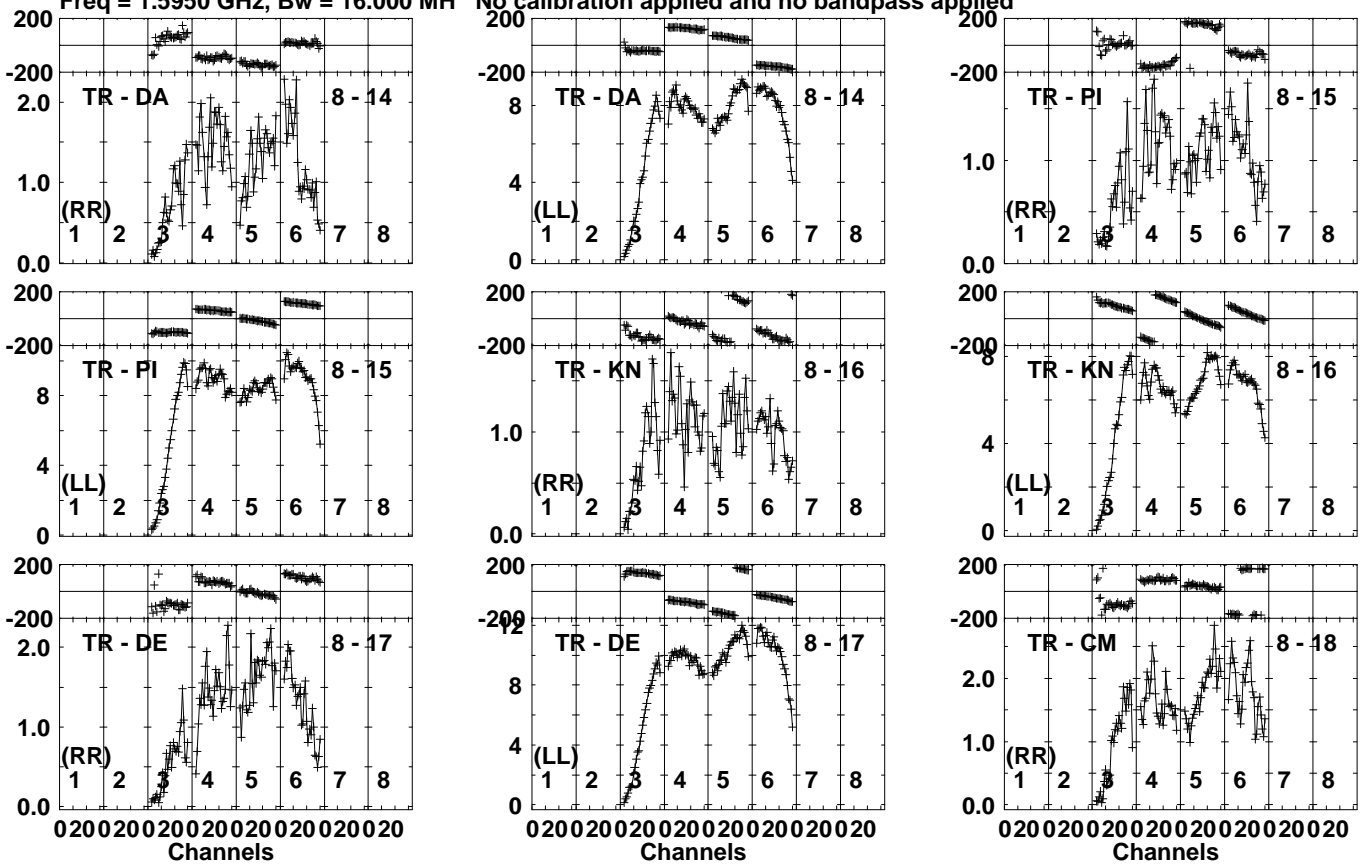 Freq = 1.5950 GHz, Bw = 16.000 MH No calibration applied and no bandpass applied
200 200 200
-200 -200 -200
TR - DA 8 - 14 TR - DA 8 - 14 TR - PI 8 - 15
2.0 8
1.0 4 1.0
(RR) (LL) (RR)
1 2 3 4 5 6 7 8 1 2 3 4 5 6 7 8 1 2 3 4 5 6 7 8
0.0 0 0.0
200 200 200
-200 -200 -200
8
TR - PI 8 - 15 TR - KN 8 - 16 TR - KN 8 - 16
8 1.0
4 4
(LL) (RR) (LL)
1 2 3 4 5 6 7 8 1 2 3 4 5 6 7 8 1 2 3 4 5 6 7 8
0 0.0 0
200 200 200
-200 -200 -200
12
TR - DE 8 - 17 TR - DE 8 - 17 TR - CM 8 - 18
2.0 8 2.0
1.0 4 1.0
(RR) (LL) (RR)
1 2 3 4 5 6 7 8 1 2 3 4 5 6 7 8 1 2 3 4 5 6 7 8
0.0 0 0.0
0 20 0 20 0 20 0 20 0 20 0 20 0 20 0 20 0 20 0 20 0 20 0 20 0 20 0 20 0 20 0 20 0 20 0 20 0 20 0 20 0 20 0 20 0 20 0 20
Channels Channels Channels